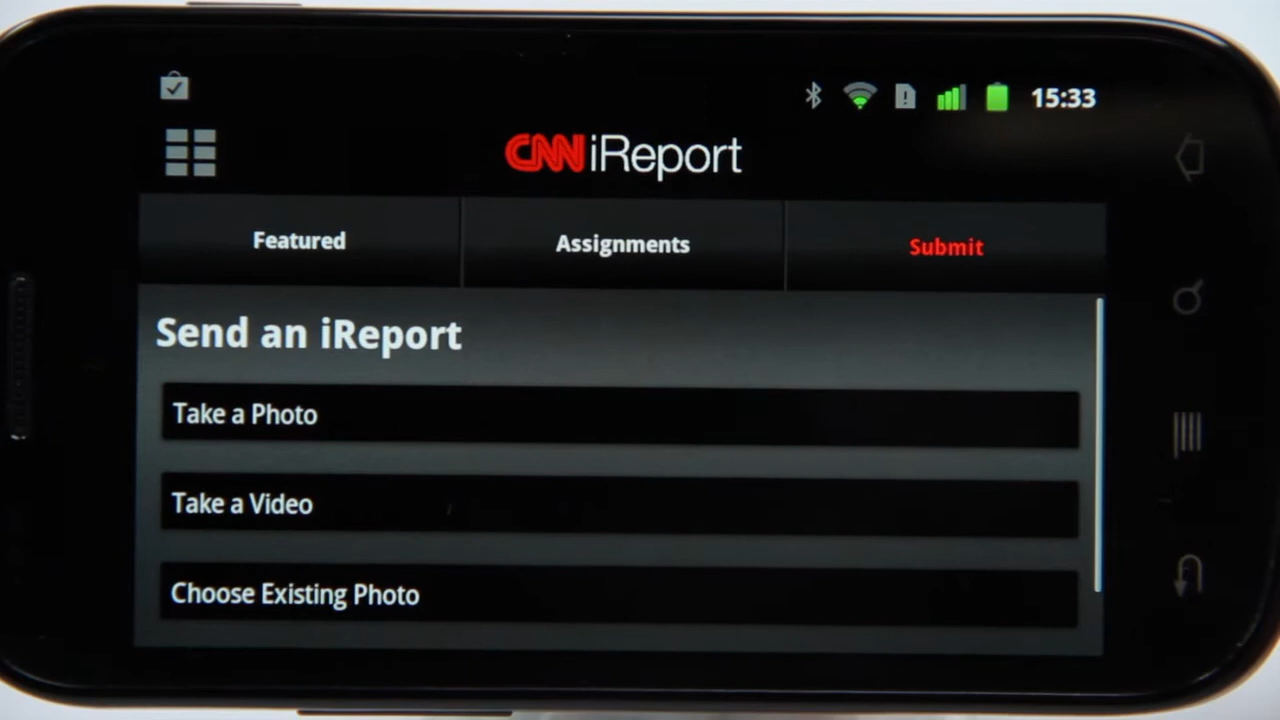 15:33
CNN iReport
Featured Assignments Submit
Send an iReport
Take a Photo
Take a Video
Choose Existing Photo